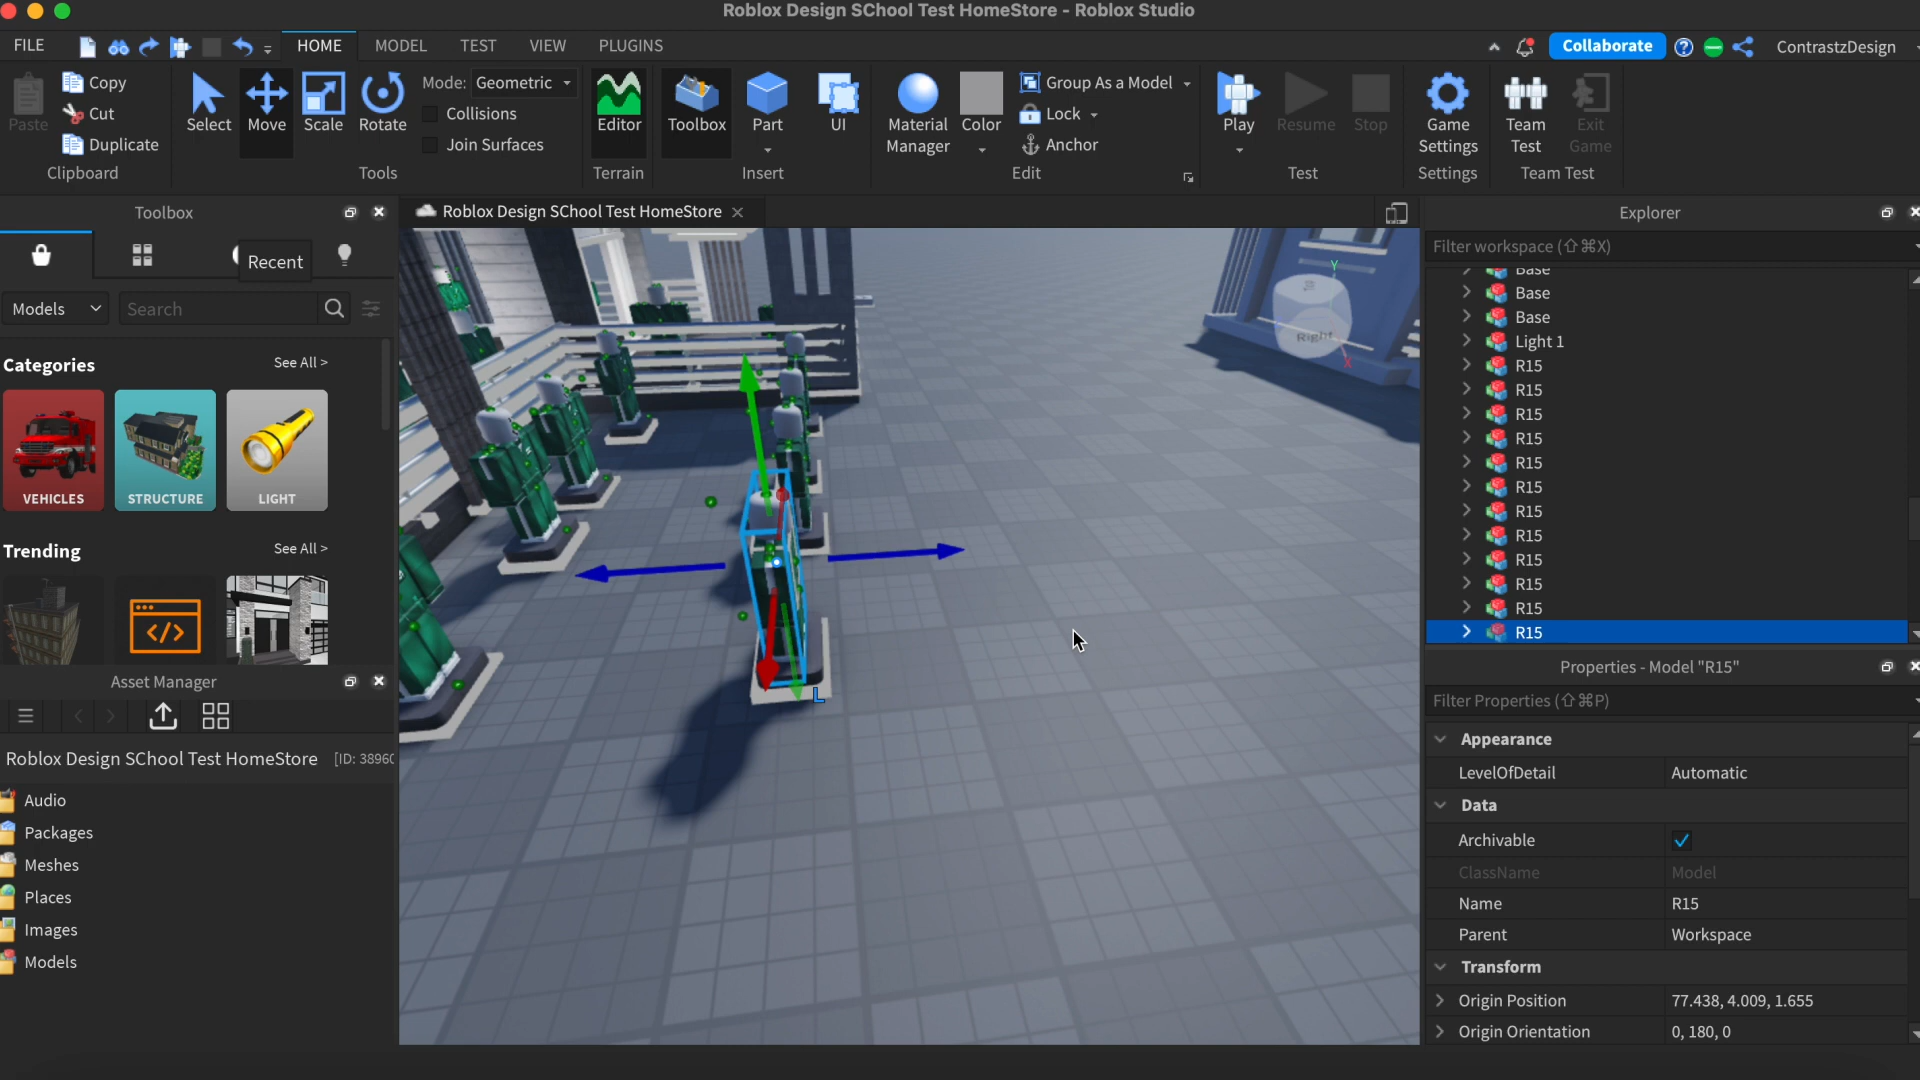 Roblox Design SChool Test HomeStore - Roblox Studio
FILE
HOME
MODEL
TEST
VIEW
PLUGINS
Collaborate
ContrastzDesign
Paste
Copy
Cut
Duplicate
Clipboard
Select
Move
Scale
Rotate
Mode: Geometric
Collisions
Join Surfaces
Tools
Editor
Terrain
Toolbox
Part
UI
Insert
Material
Manager
Color
Group As a Model
Lock
Anchor
Edit
Play
Resume
Stop
Test
Game
Settings
Settings
Team
Test
Exit
Game
Team Test
Toolbox
Recent
Models
Search
Categories
See All >
VEHICLES
STRUCTURE
LIGHT
Trending
See All >
Asset Manager
Roblox Design SChool Test HomeStore [ID: 3896
Audio
Packages
Meshes
Places
Images
Models
Roblox Design SChool Test HomeStore
Y
Right
X
L
Explorer
Filter workspace (⇧⌘X)
Base
Base
Base
Light 1
R15
R15
R15
R15
R15
R15
R15
R15
R15
R15
R15
R15
Properties - Model "R15"
Filter Properties (⇧⌘P)
Appearance
LevelOfDetail Automatic
Data
Archivable
ClassName Model
Name R15
Parent Workspace
Transform
Origin Position 77.438, 4.009, 1.655
Origin Orientation 0, 180, 0